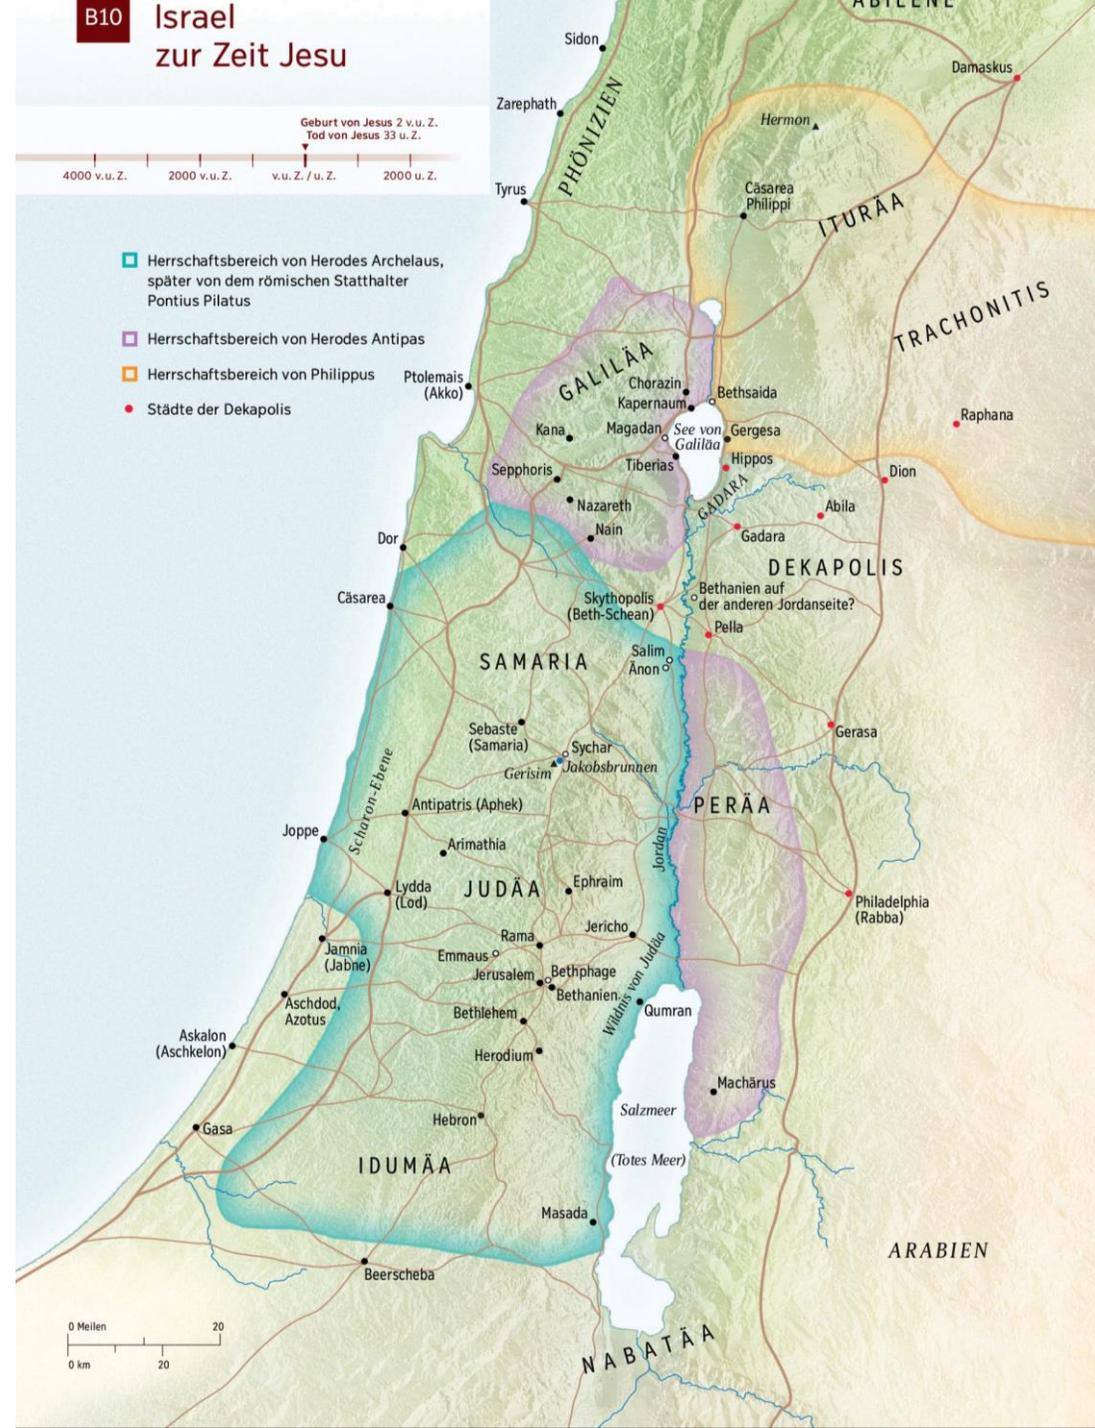 B10
Israel
zur Zeit Jesu
Geburt von Jesus 2 v. u. Z.
Tod von Jesus 33 u. Z.
4000 v. u. Z.
2000 v. u. Z.
v. u. Z. / u. Z.
2000 u. Z.
Herrschaftsbereich von Herodes Archelaus,
später von dem römischen Statthalter
Pontius Pilatus
Herrschaftsbereich von Herodes Antipas
Herrschaftsbereich von Philippus
Städte der Dekapolis
ABILENE
Sidon
Damaskus
Zarephath
PHÖNIZIEN
Hermon
Tyrus
Cäsarea
Philippi
ITURÄA
TRACHONITIS
GALILÄA
Ptolemais
(Akko)
Chorazin
Kapernaum
Bethsaida
Raphana
Kana
Magadan
See von
Galiläa
Gergesa
Sepphoris
Tiberias
Hippos
Dion
GADARA
Nazareth
Abila
Nain
Gadara
Dor
DEKAPOLIS
Cäsarea
Skythopolis
(Beth-Schean)
Bethanien auf
der anderen Jordanseite?
Pella
SAMARIA
Salim
Änon
Sebaste
(Samaria)
Gerasa
Sychar
Gerisim
Jakobsbrunnen
Scharon-Ebene
Antipatris (Aphek)
PERÄA
Joppe
Arimathia
Jordan
Lydda
(Lod)
JUDÄA
Ephraim
Philadelphia
(Rabba)
Jericho
Rama
Jamnia
(Jabne)
Emmaus
Jerusalem
Bethphage
Bethanien
Wildnis von Judäa
Aschdod,
Azotus
Qumran
Bethlehem
Askalon
(Aschkelon)
Herodium
Machärus
Salzmeer
Hebron
Gasa
(Totes Meer)
IDUMÄA
Masada
ARABIEN
Beerscheba
0 Meilen 20
0 km 20
NABATÄA